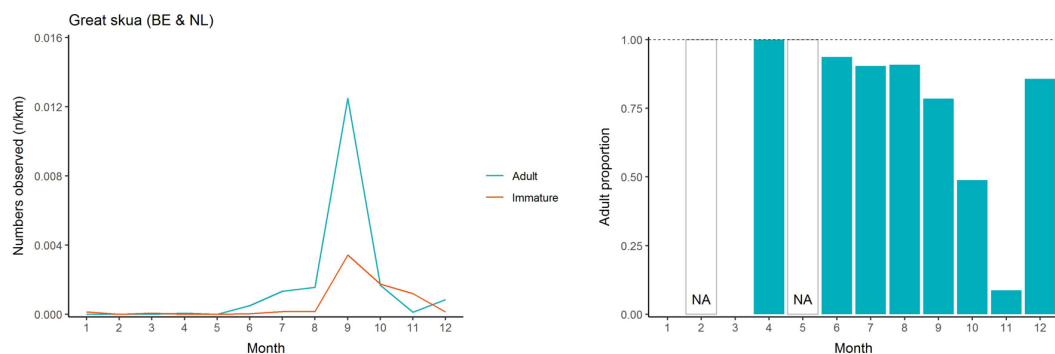 Great skua (BE & NL)
Numbers observed (n/km)
0.016
0.012
0.008
0.004
0.000
1 2 3 4 5 6 7 8 9 10 11 12
Month
Adult
Immature
Adult proportion
1.00
0.75
0.50
0.25
0.00
NA NA
1 2 3 4 5 6 7 8 9 10 11 12
Month